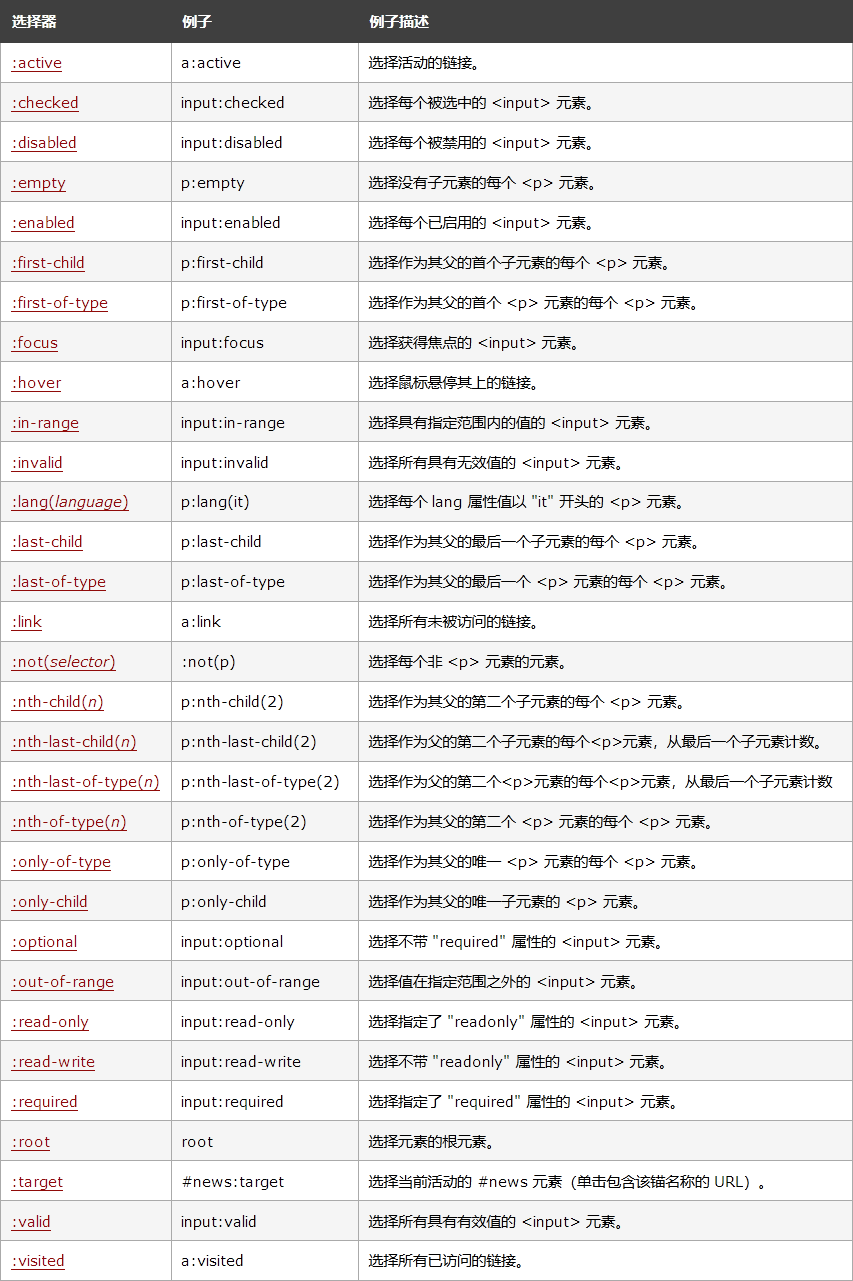 选择器 例子 例子描述
:active a:active 选择活动的链接。
:checked input:checked 选择每个被选中的 <input> 元素。
:disabled input:disabled 选择每个被禁用的 <input> 元素。
:empty p:empty 选择没有子元素的每个 <p> 元素。
:enabled input:enabled 选择每个已启用的 <input> 元素。
:first-child p:first-child 选择作为其父的首个子元素的每个 <p> 元素。
:first-of-type p:first-of-type 选择作为其父的首个 <p> 元素的每个 <p> 元素。
:focus input:focus 选择获得焦点的 <input> 元素。
:hover a:hover 选择鼠标悬停其上的链接。
:in-range input:in-range 选择具有指定范围内的值的 <input> 元素。
:invalid input:invalid 选择所有具有无效值的 <input> 元素。
:lang(language) p:lang(it) 选择每个 lang 属性值以 "it" 开头的 <p> 元素。
:last-child p:last-child 选择作为其父的最后一个子元素的每个 <p> 元素。
:last-of-type p:last-of-type 选择作为其父的最后一个 <p> 元素的每个 <p> 元素。
:link a:link 选择所有未被访问的链接。
:not(selector) :not(p) 选择每个非 <p> 元素的元素。
:nth-child(n) p:nth-child(2) 选择作为其父的第二个子元素的每个 <p> 元素。
:nth-last-child(n) p:nth-last-child(2) 选择作为父的第二个子元素的每个<p>元素，从最后一个子元素计数。
:nth-last-of-type(n) p:nth-last-of-type(2) 选择作为父的第二个<p>元素的每个<p>元素，从最后一个子元素计数
:nth-of-type(n) p:nth-of-type(2) 选择作为其父的第二个 <p> 元素的每个 <p> 元素。
:only-of-type p:only-of-type 选择作为其父的唯一 <p> 元素的每个 <p> 元素。
:only-child p:only-child 选择作为其父的唯一子元素的 <p> 元素。
:optional input:optional 选择不带 "required" 属性的 <input> 元素。
:out-of-range input:out-of-range 选择值在指定范围之外的 <input> 元素。
:read-only input:read-only 选择指定了 "readonly" 属性的 <input> 元素。
:read-write input:read-write 选择不带 "readonly" 属性的 <input> 元素。
:required input:required 选择指定了 "required" 属性的 <input> 元素。
:root root 选择元素的根元素。
:target #news:target 选择当前活动的 #news 元素（单击包含该锚名称的 URL）。
:valid input:valid 选择所有具有有效值的 <input> 元素。
:visited a:visited 选择所有已访问的链接。